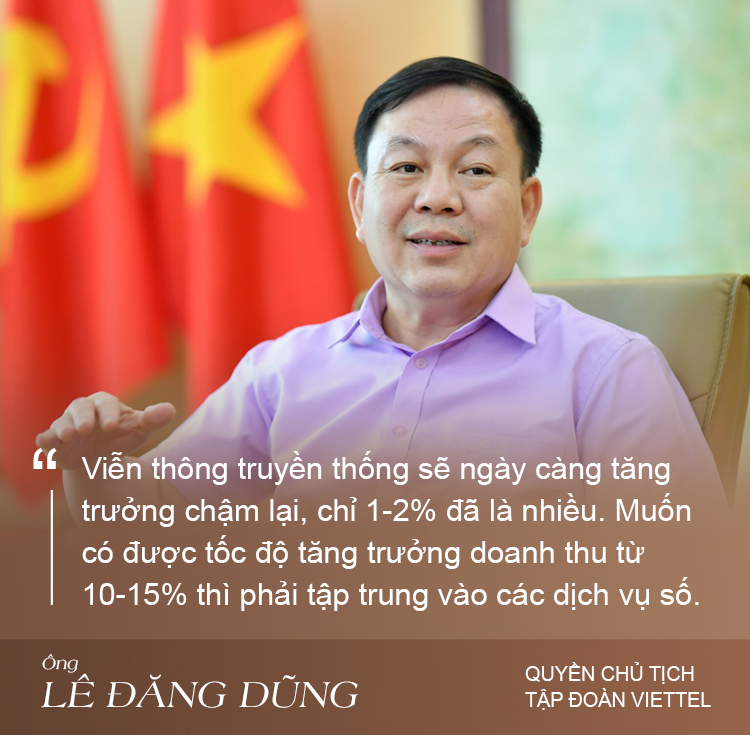 “
Viễn thông truyền thống sẽ ngày càng tăng
trưởng chậm lại, chỉ 1-2% đã là nhiều. Muốn
có được tốc độ tăng trưởng doanh thu từ
10-15% thì phải tập trung vào các dịch vụ số.
Ông
LÊ ĐĂNG DŨNG
QUYỀN CHỦ TỊCH
TẬP ĐOÀN VIETTEL